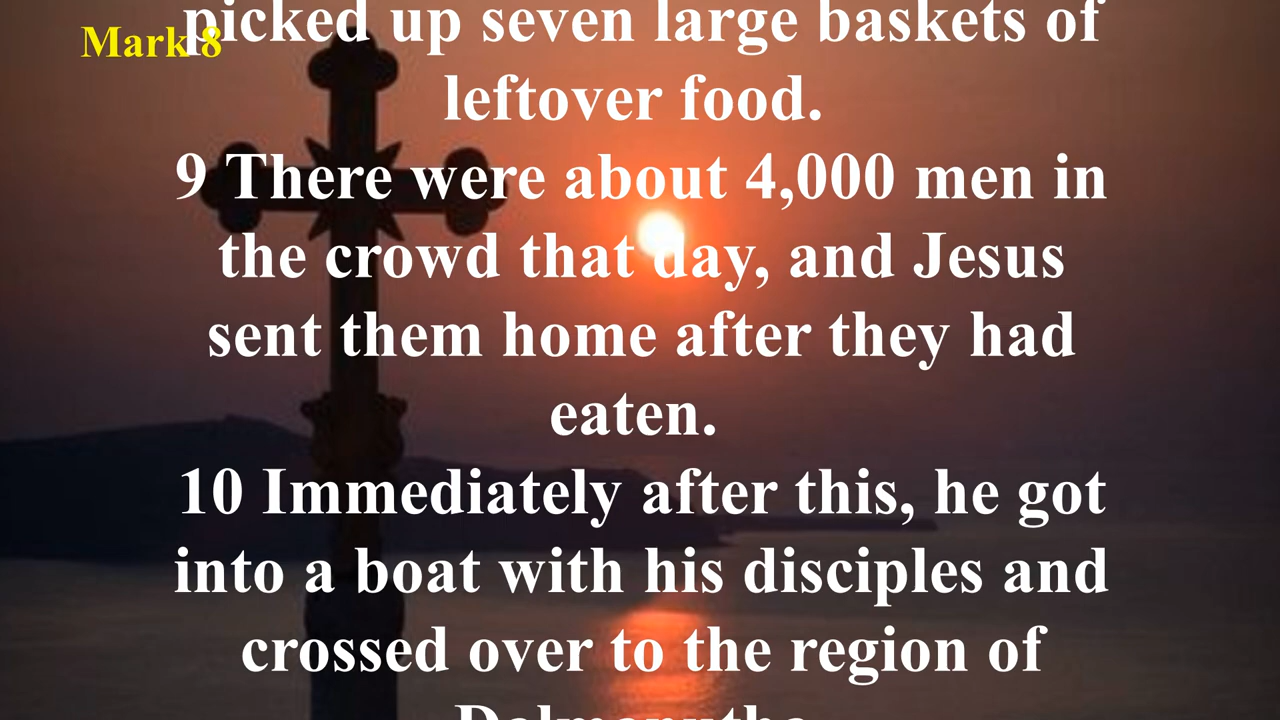 Mark 8
picked up seven large baskets of
leftover food.
9 There were about 4,000 men in
the crowd that day, and Jesus
sent them home after they had
eaten.
10 Immediately after this, he got
into a boat with his disciples and
crossed over to the region of
Dalmanutha.